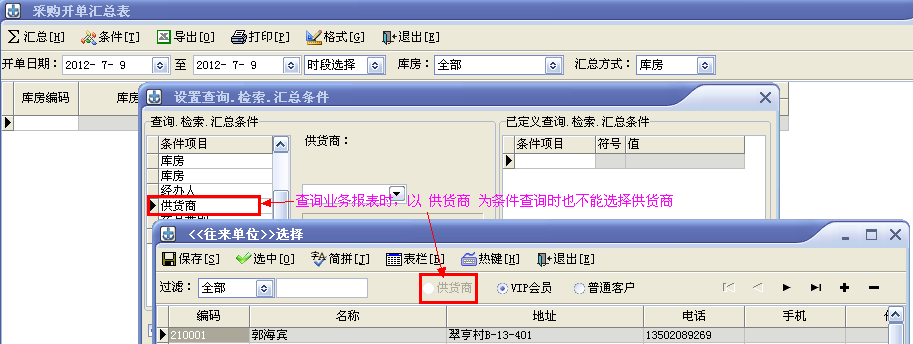 采购开单汇总表
汇总[H] 条件[T] 导出[O] 打印[P] 格式[G] 退出[E]
开单日期: 2012- 7- 9 至 2012- 7- 9 时段选择 库房: 全部 汇总方式: 库房
库房编码 库房
设置查询.检索.汇总条件
查询.检索.汇总条件 供货商: 已定义查询.检索.汇总条件
条件项目 条件项目 符号 值
库房
库房
经办人
供货商
查询业务报表时，以 供货商 为条件查询时也不能选择供货商
<<往来单位>>选择
保存[S] 选中[O] 简拼[T] 表栏[B] 热键[H] 退出[E]
过滤: 全部 供货商 VIP会员 普通客户
编码 名称 地址 电话 手机
210001 郭海宾 翠亨村B-13-401 13502089269